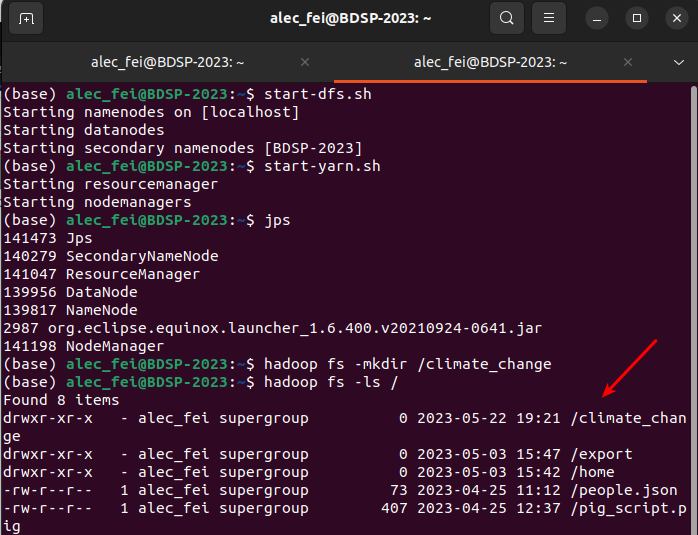 alec_fei@BDSP-2023: ~
alec_fei@BDSP-2023: ~
alec_fei@BDSP-2023: ~
(base) alec_fei@BDSP-2023:~$ start-dfs.sh
Starting namenodes on [localhost]
Starting datanodes
Starting secondary namenodes [BDSP-2023]
(base) alec_fei@BDSP-2023:~$ start-yarn.sh
Starting resourcemanager
Starting nodemanagers
(base) alec_fei@BDSP-2023:~$ jps
141473 Jps
140279 SecondaryNameNode
141047 ResourceManager
139956 DataNode
139817 NameNode
2987 org.eclipse.equinox.launcher_1.6.400.v20210924-0641.jar
141198 NodeManager
(base) alec_fei@BDSP-2023:~$ hadoop fs -mkdir /climate_change
(base) alec_fei@BDSP-2023:~$ hadoop fs -ls /
Found 8 items
drwxr-xr-x   - alec_fei supergroup          0 2023-05-22 19:21 /climate_chan
ge
drwxr-xr-x   - alec_fei supergroup          0 2023-05-03 15:47 /export
drwxr-xr-x   - alec_fei supergroup          0 2023-05-03 15:42 /home
-rw-r--r--   1 alec_fei supergroup         73 2023-04-25 11:12 /people.json
-rw-r--r--   1 alec_fei supergroup        407 2023-04-25 12:37 /pig_script.p
ig